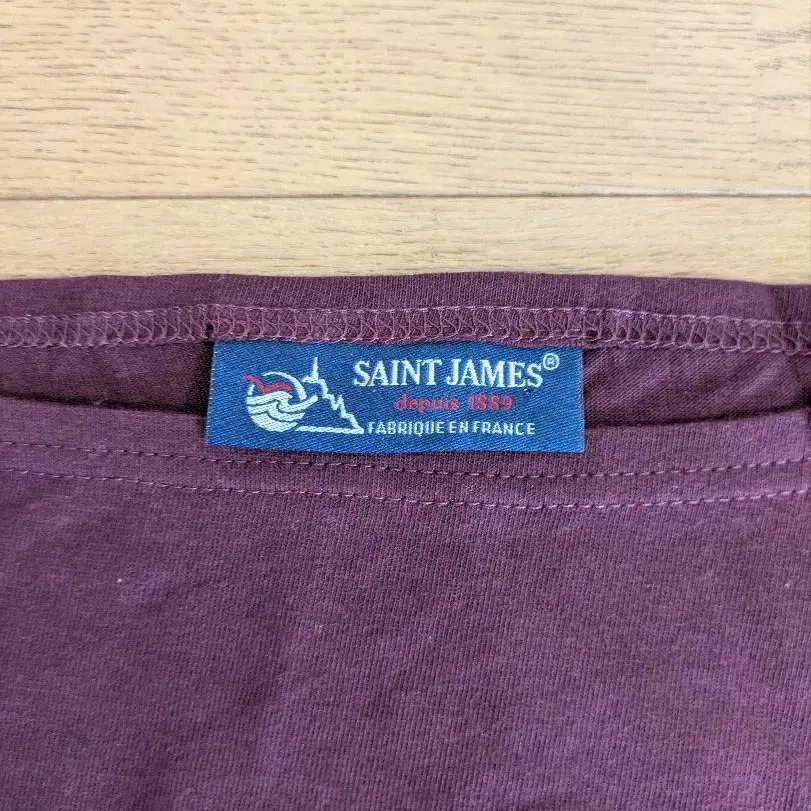 SAINT JAMES®
depuis 1889
FABRIQUE EN FRANCE